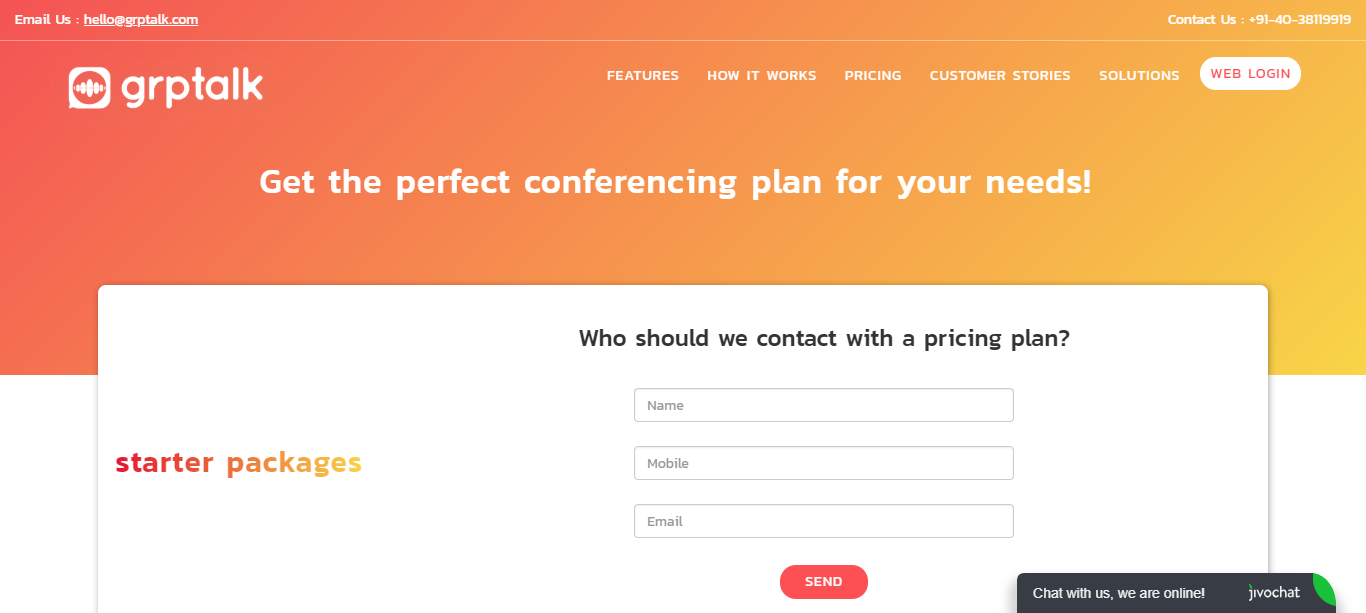 Email Us : hello@grptalk.com
Contact Us : +91-40-38119919
grptalk
FEATURES HOW IT WORKS PRICING CUSTOMER STORIES SOLUTIONS WEB LOGIN
Get the perfect conferencing plan for your needs!
Who should we contact with a pricing plan?
Name
Mobile
starter packages
Email
SEND
Chat with us, we are online! jivochat